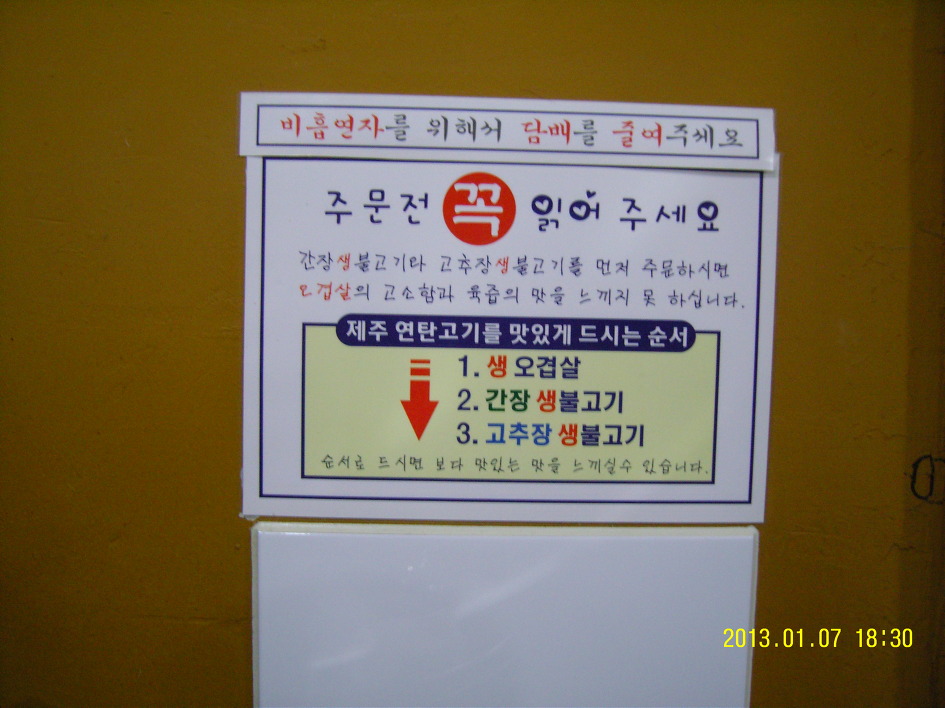 비흡연자를 위해서 담배를 줄여주세요
주문전 꼭 읽어 주세요
간장생불고기랑 고추장생불고기를 먼저 주문하시면
오겹살의 고소함과 육즙의 맛을 느끼지 못 하십니다.
제주 연탄고기를 맛있게 드시는 순서
1. 생 오겹살
2. 간장 생불고기
3. 고추장 생불고기
순서로 드시면 보다 맛있는 맛을 느끼실수 있습니다.
2013.01.07 18:30